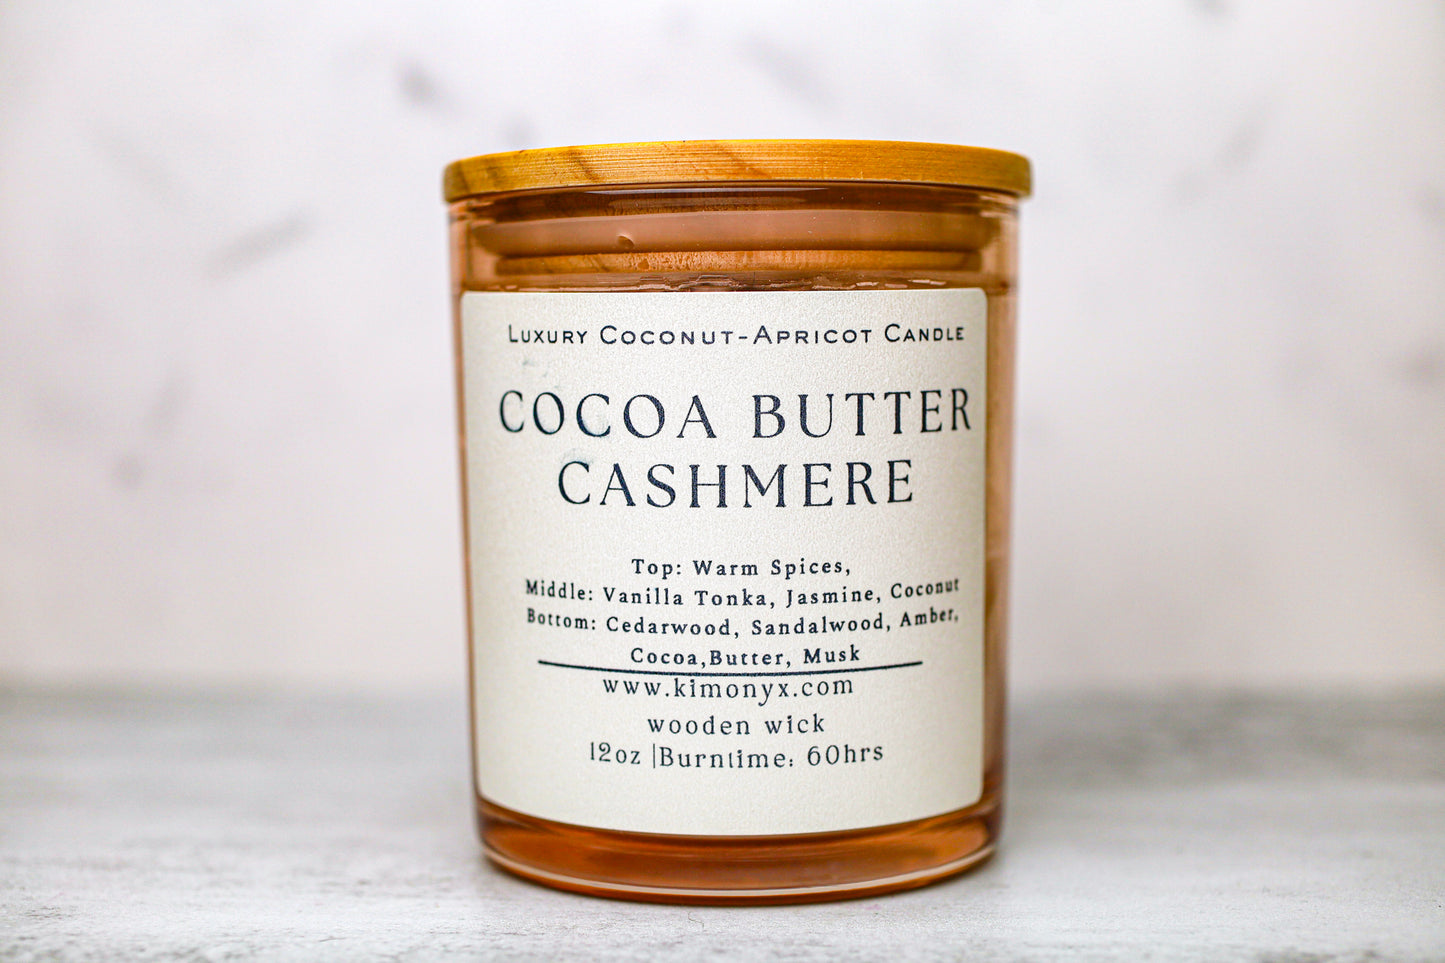 Luxury Coconut-Apricot Candle
COCOA BUTTER
CASHMERE
Top: Warm Spices,
Middle: Vanilla Tonka, Jasmine, Coconut
Bottom: Cedarwood, Sandalwood, Amber,
Cocoa,Butter, Musk
www.kimonyx.com
wooden wick
12oz |Burntime: 60hrs